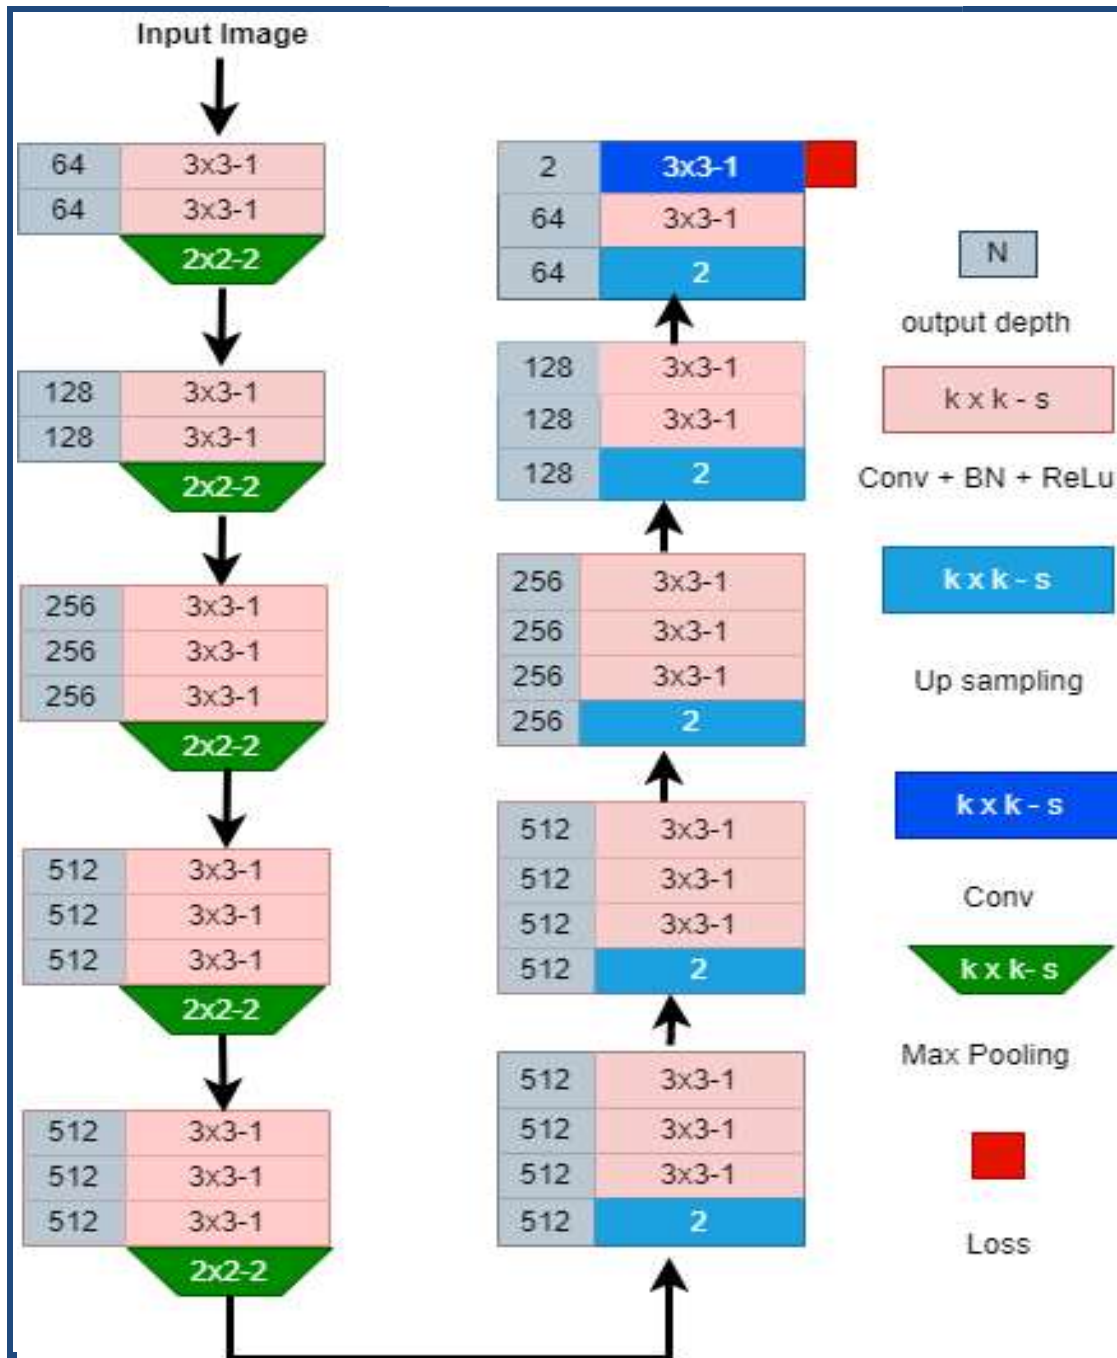 Input Image
64 3x3-1
64 3x3-1
2x2-2
128 3x3-1
128 3x3-1
2x2-2
256 3x3-1
256 3x3-1
256 3x3-1
2x2-2
512 3x3-1
512 3x3-1
512 3x3-1
2x2-2
512 3x3-1
512 3x3-1
512 3x3-1
2x2-2
2 3x3-1
64 3x3-1
64 2
128 3x3-1
128 3x3-1
128 2
256 3x3-1
256 3x3-1
256 3x3-1
256 2
512 3x3-1
512 3x3-1
512 3x3-1
512 2
512 3x3-1
512 3x3-1
512 3x3-1
512 2
N
output depth
k x k - s
Conv + BN + ReLu
k x k - s
Up sampling
k x k - s
Conv
k x k- s
Max Pooling
Loss